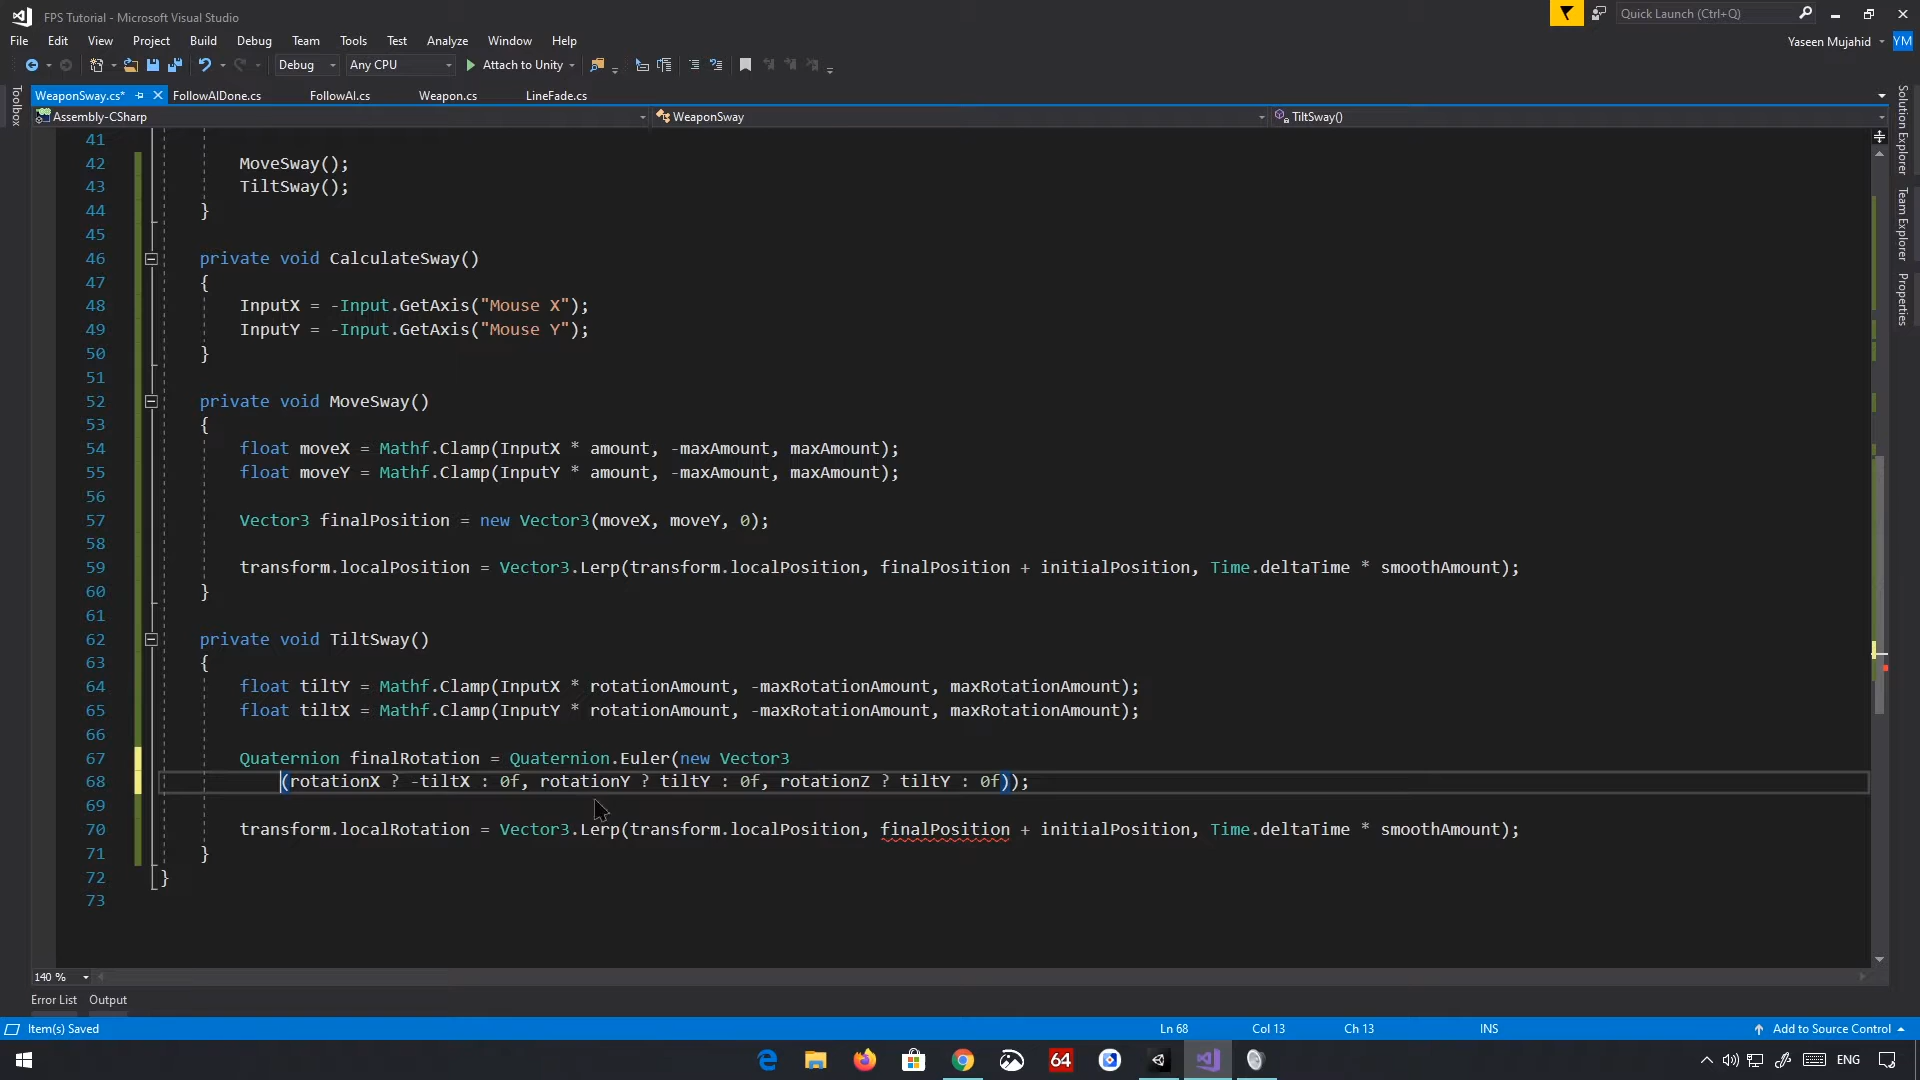 FPS Tutorial - Microsoft Visual Studio
Quick Launch (Ctrl+Q)
File Edit View Project Build Debug Team Tools Test Analyze Window Help
Yaseen Mujahid YM
Debug Any CPU Attach to Unity
WeaponSway.cs* FollowAIDone.cs FollowAI.cs Weapon.cs LineFade.cs
Assembly-CSharp WeaponSway TiltSway()
Toolbox
Solution Explorer
Team Explorer
Properties
41
42 MoveSway();
43 TiltSway();
44 }
45
46 private void CalculateSway()
47 {
48 InputX = -Input.GetAxis("Mouse X");
49 InputY = -Input.GetAxis("Mouse Y");
50 }
51
52 private void MoveSway()
53 {
54 float moveX = Mathf.Clamp(InputX * amount, -maxAmount, maxAmount);
55 float moveY = Mathf.Clamp(InputY * amount, -maxAmount, maxAmount);
56
57 Vector3 finalPosition = new Vector3(moveX, moveY, 0);
58
59 transform.localPosition = Vector3.Lerp(transform.localPosition, finalPosition + initialPosition, Time.deltaTime * smoothAmount);
60 }
61
62 private void TiltSway()
63 {
64 float tiltY = Mathf.Clamp(InputX * rotationAmount, -maxRotationAmount, maxRotationAmount);
65 float tiltX = Mathf.Clamp(InputY * rotationAmount, -maxRotationAmount, maxRotationAmount);
66
67 Quaternion finalRotation = Quaternion.Euler(new Vector3
68 (rotationX ? -tiltX : 0f, rotationY ? tiltY : 0f, rotationZ ? tiltY : 0f));
69
70 transform.localRotation = Vector3.Lerp(transform.localPosition, finalPosition + initialPosition, Time.deltaTime * smoothAmount);
71 }
72 }
73
140 %
Error List Output
Item(s) Saved Ln 68 Col 13 Ch 13 INS Add to Source Control
64 ENG